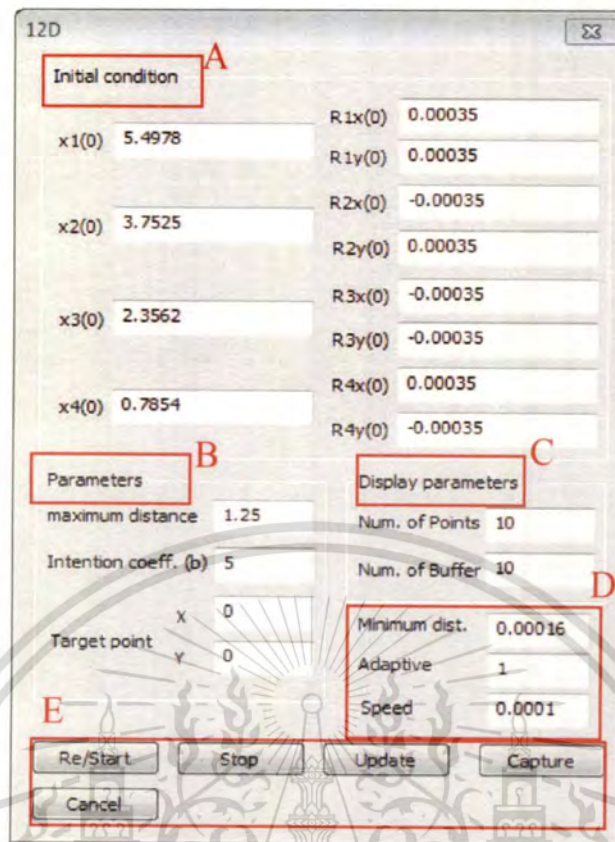 12D
A
Initial condition
x1(0) 5.4978
x2(0) 3.7525
x3(0) 2.3562
x4(0) 0.7854
R1x(0) 0.00035
R1y(0) 0.00035
R2x(0) -0.00035
R2y(0) 0.00035
R3x(0) -0.00035
R3y(0) -0.00035
R4x(0) 0.00035
R4y(0) -0.00035
B
Parameters
maximum distance 1.25
Intention coeff. (b) 5
Target point
X 0
Y 0
C
Display parameters
Num. of Points 10
Num. of Buffer 10
D
Minimum dist. 0.00016
Adaptive 1
Speed 0.0001
E
Re/Start Stop Update Capture
Cancel